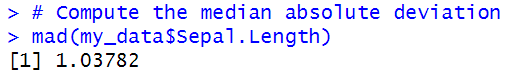 > # Compute the median absolute deviation
> mad(my_data$Sepal.Length)
[1] 1.03782